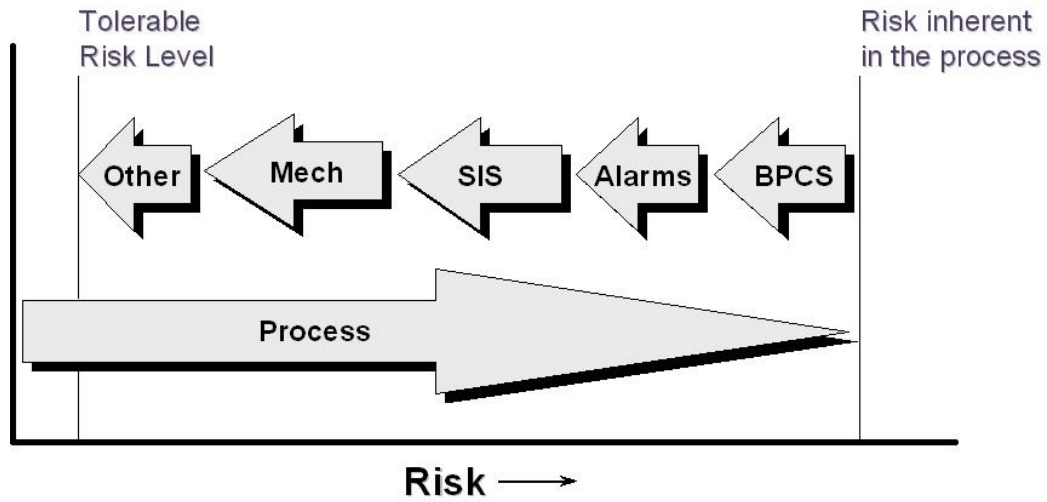 Tolerable
Risk Level
Risk inherent
in the process
Other
Mech
SIS
Alarms
BPCS
Process
Risk